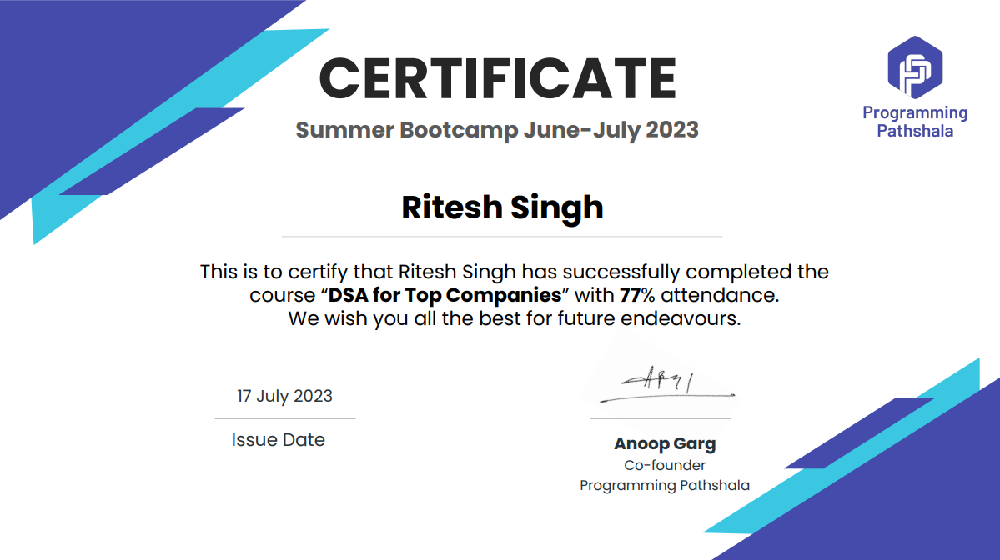 CERTIFICATE
Summer Bootcamp June-July 2023
Programming
Pathshala
Ritesh Singh
This is to certify that Ritesh Singh has successfully completed the
course “DSA for Top Companies” with 77% attendance.
We wish you all the best for future endeavours.
17 July 2023
Issue Date
Anoop Garg
Co-founder
Programming Pathshala